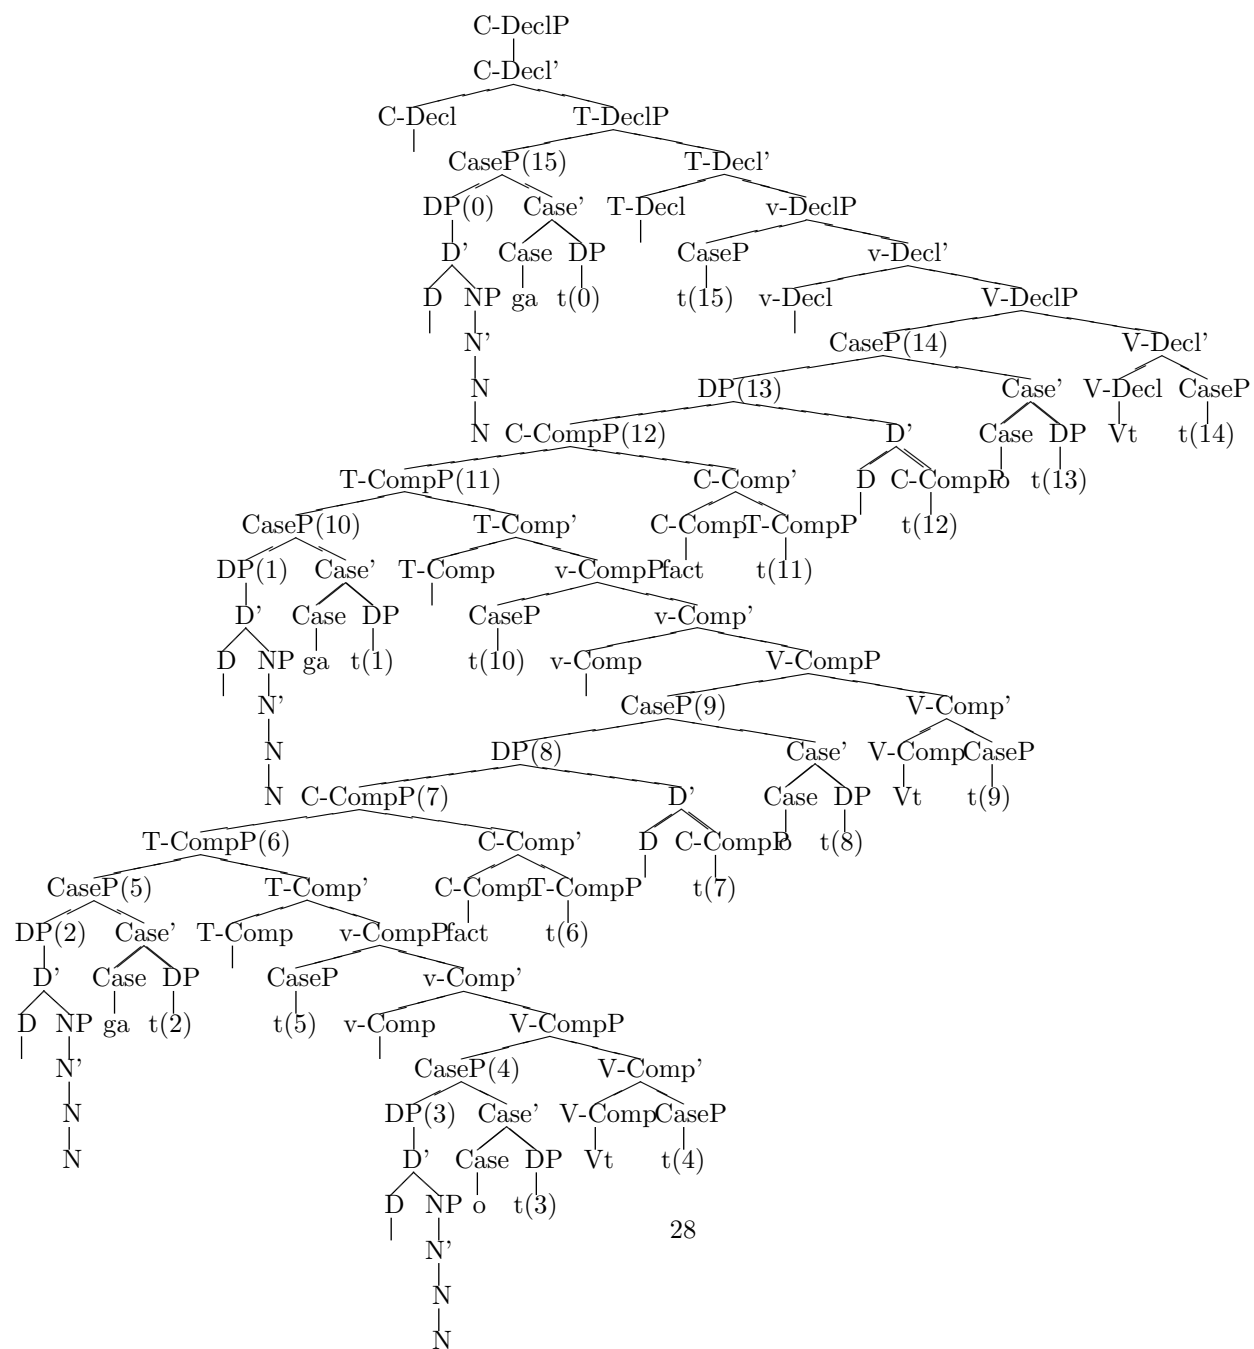 C-DeclP
C-Decl'
C-Decl T-DeclP
CaseP(15) T-Decl'
DP(0) Case' T-Decl v-DeclP
D' Case DP CaseP v-Decl'
D NP ga t(0) t(15) v-Decl V-DeclP
N' CaseP(14) V-Decl'
N DP(13) Case' V-Decl CaseP
N C-CompP(12) D' Case DP Vt t(14)
T-CompP(11) C-Comp' D C-CompP o t(13)
CaseP(10) T-Comp' C-Comp T-CompP t(12)
DP(1) Case' T-Comp v-CompP fact t(11)
D' Case DP CaseP v-Comp'
D NP ga t(1) t(10) v-Comp V-CompP
N' CaseP(9) V-Comp'
N DP(8) Case' V-Comp CaseP
N C-CompP(7) D' Case DP Vt t(9)
T-CompP(6) C-Comp' D C-CompP o t(8)
CaseP(5) T-Comp' C-Comp T-CompP t(7)
DP(2) Case' T-Comp v-CompP fact t(6)
D' Case DP CaseP v-Comp'
D NP ga t(2) t(5) v-Comp V-CompP
N' CaseP(4) V-Comp'
N DP(3) Case' V-Comp CaseP
N D' Case DP Vt t(4)
D NP o t(3)
28
N'
N
N